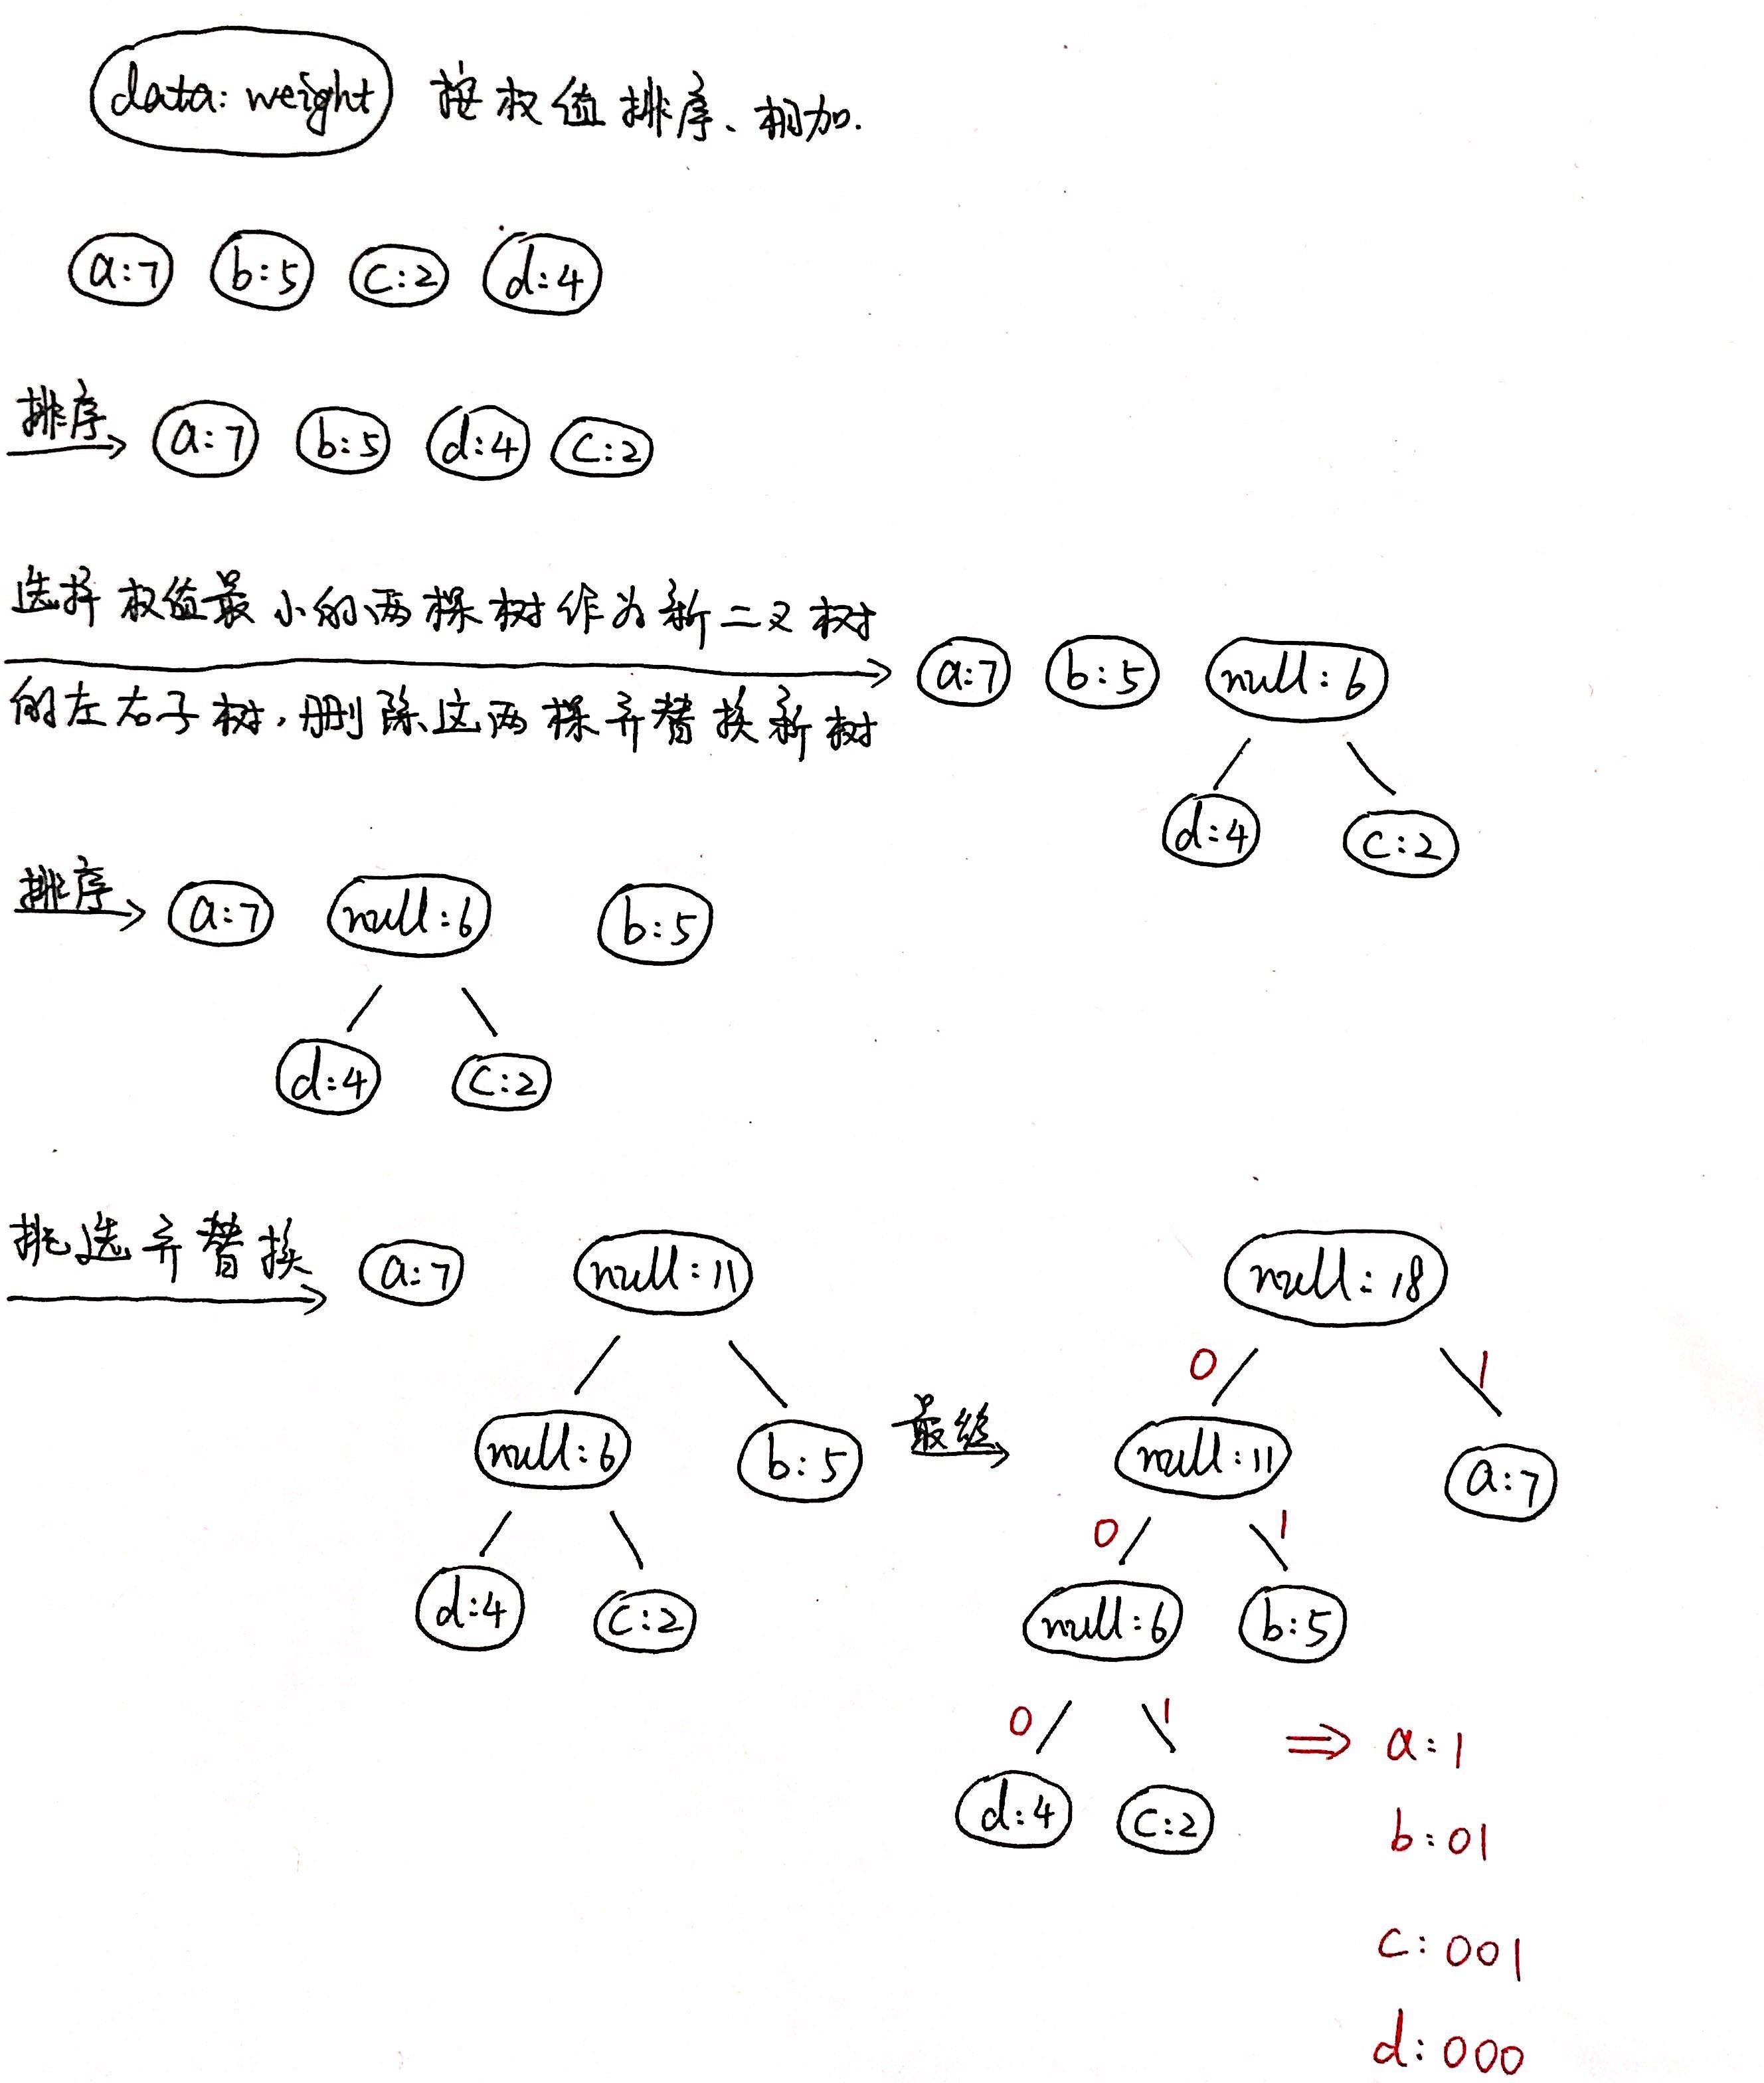 data: weight 按权值排序、相加.
a:7 b:5 c:2 d:4
排序 a:7 b:5 d:4 c:2
选择权值最小的两棵树作为新二叉树
的左右子树,删除这两棵并替换新树
a:7 b:5 null:6
d:4 c:2
排序 a:7 null:6 b:5
d:4 c:2
挑选并替换 a:7 null:11
null:6 b:5
d:4 c:2
最终
null:18
0 1
null:11 a:7
0 1
null:6 b:5
0 1
d:4 c:2
⇒ a:1
b:01
c:001
d:000